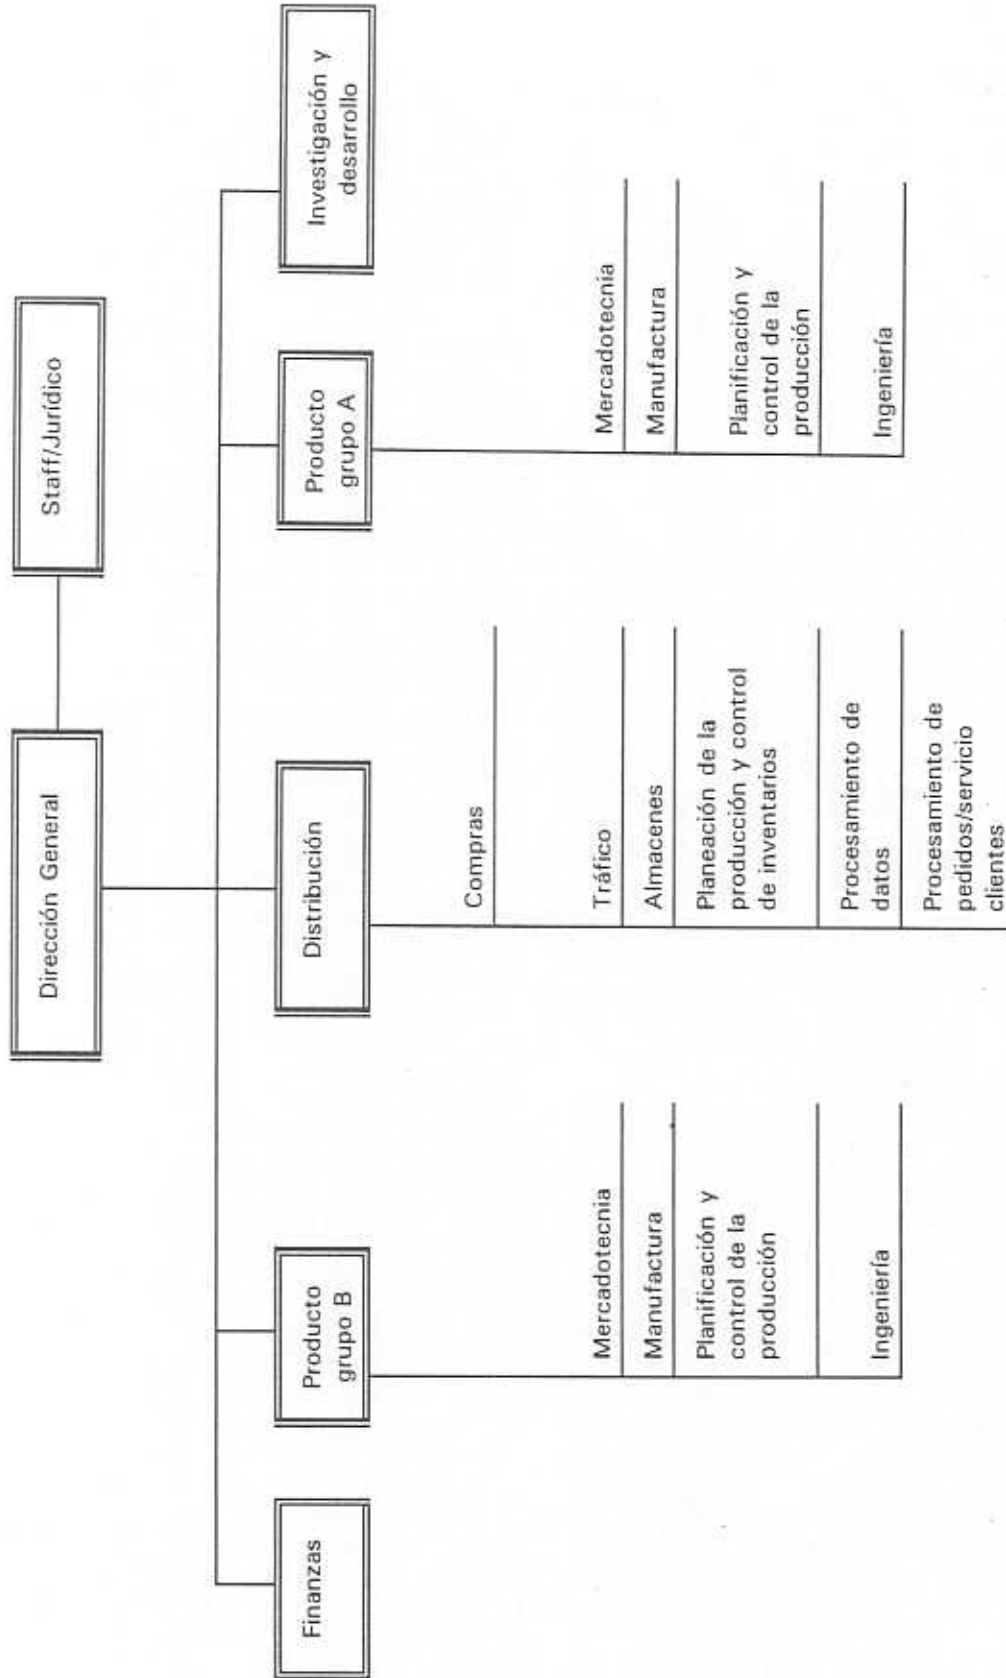 Dirección General
Staff/Jurídico
Finanzas
Producto
grupo B
Distribución
Producto
grupo A
Investigación y
desarrollo
Mercadotecnia
Manufactura
Planificación y
control de la
producción
Ingeniería
Compras
Tráfico
Almacenes
Planeación de la
producción y control
de inventarios
Procesamiento de
datos
Procesamiento de
pedidos/servicio
clientes
Mercadotecnia
Manufactura
Planificación y
control de la
producción
Ingeniería